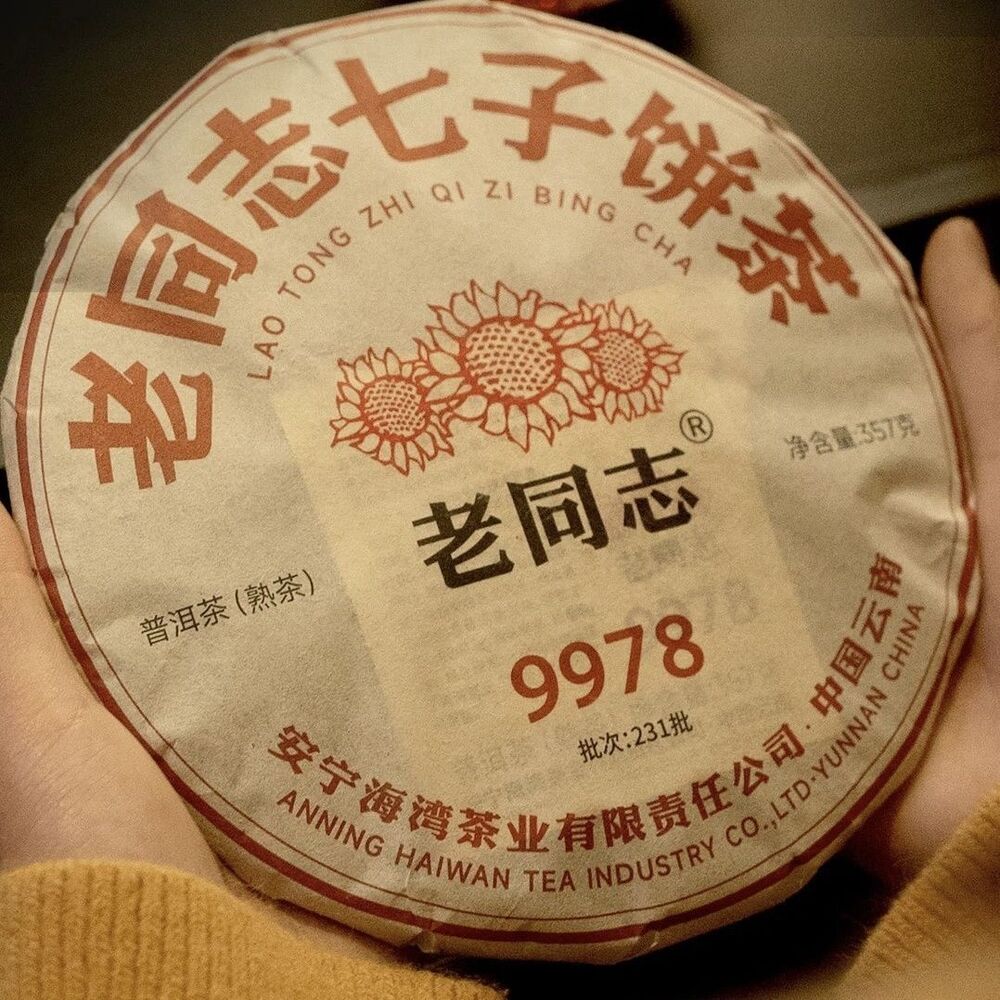 老同志七子饼茶
LAO TONG ZHI QI ZI BING CHA
老同志®
净含量:357克
普洱茶(熟茶)
9978
批次:231批
安宁海湾茶业有限责任公司·中国云南
ANNING HAIWAN TEA INDUSTRY CO.,LTD·YUNNAN CHINA